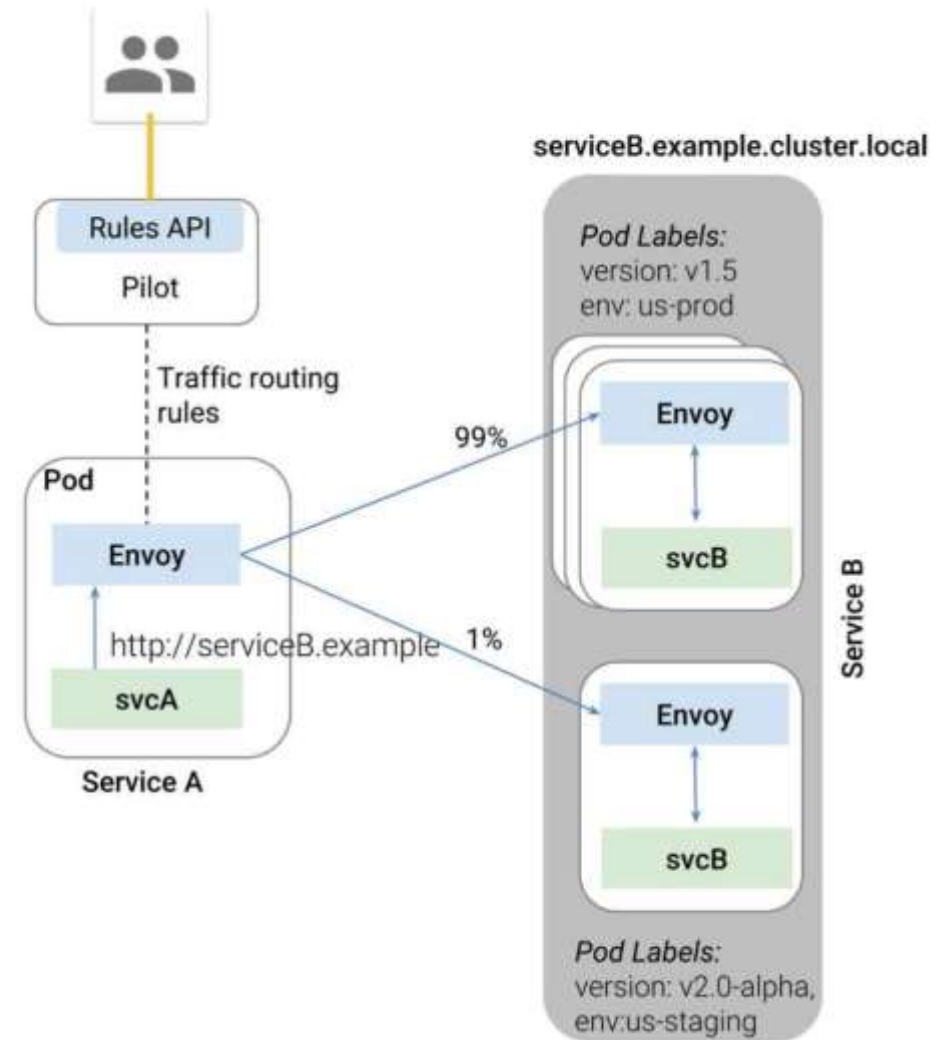 serviceB.example.cluster.local
Rules API
Pilot
Traffic routing
rules
Pod
Envoy
http://serviceB.example
svcA
Service A
99%
1%
Pod Labels:
version: v1.5
env: us-prod
Envoy
svcB
Envoy
svcB
Pod Labels:
version: v2.0-alpha,
env:us-staging
Service B